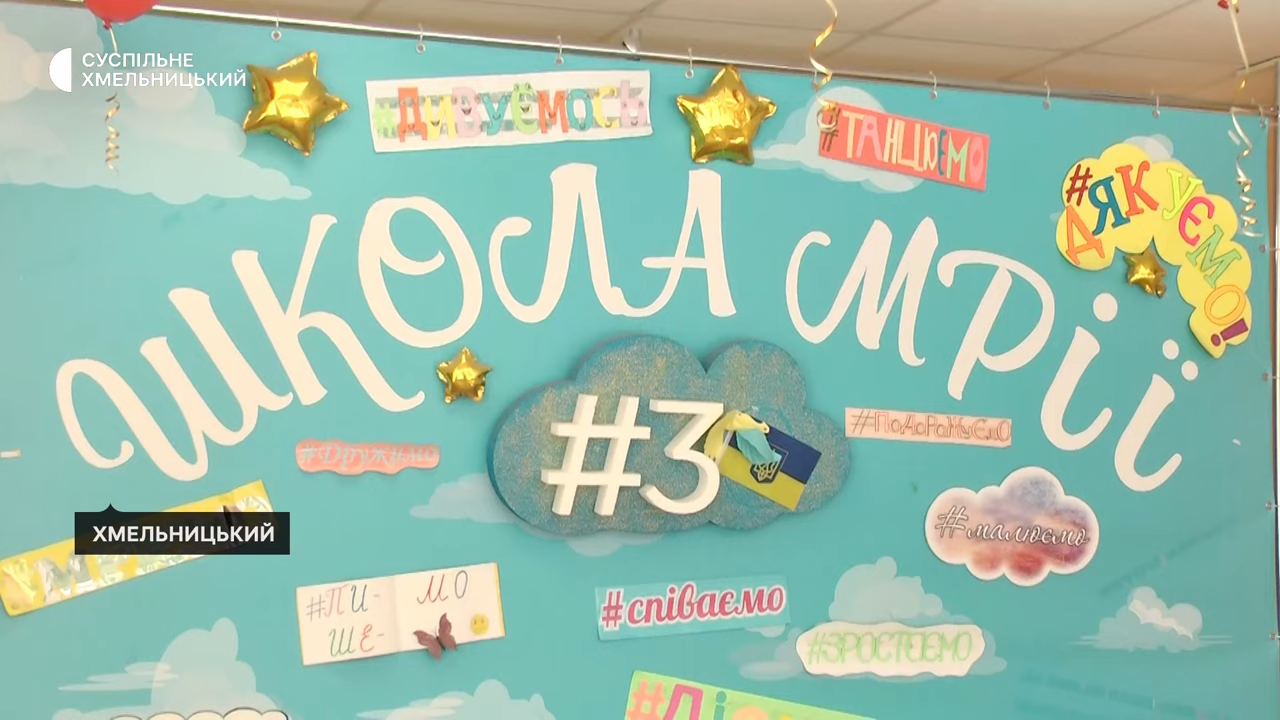 СУСПІЛЬНЕ
ХМЕЛЬНИЦЬКИЙ
#ДИВУЄМОСЬ
#ТАНЦЮЄМО
#ДЯКУЄМО!
ШКОЛА МРІЇ
#3
#ПОДОРОЖУЄМО
#ДРУЖИМО
#малюємо
ХМЕЛЬНИЦЬКИЙ
#ПИ-
ШЕ-
МО
#співаємо
#ЗРОСТАЄМО